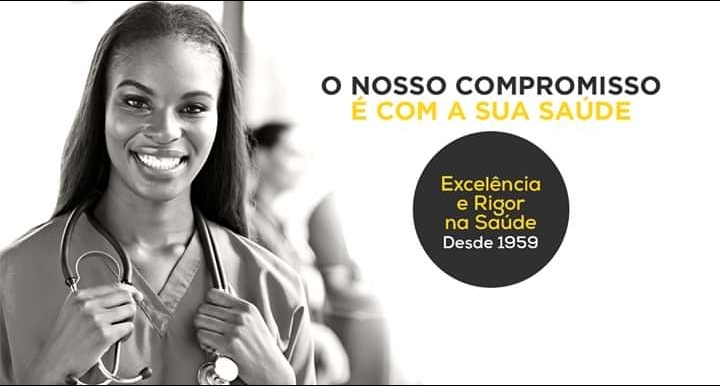 O NOSSO COMPROMISSO
É COM A SUA SAÚDE
Excelência
e Rigor
na Saúde
Desde 1959